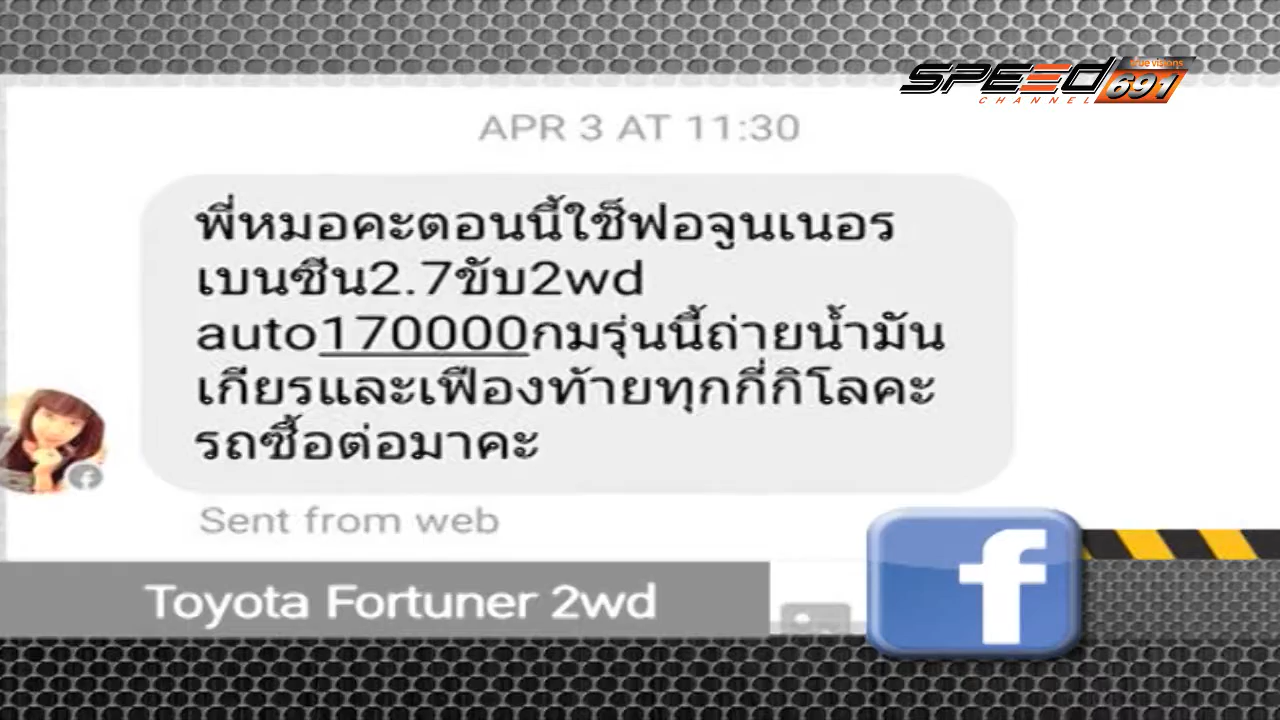 SPEED
true visions
CHANNEL
691
APR 3 AT 11:30
พี่หมอคะตอนนี้ใช็ฟอจูนเนอร
เบนซีน2.7ขับ2wd
auto170000กมรุ่นนี้ถ่ายน้ำมัน
เกียรและเฟืองท้ายทุกกี่กิโลคะ
รถซื้อต่อมาคะ
Sent from web
Toyota Fortuner 2wd
f